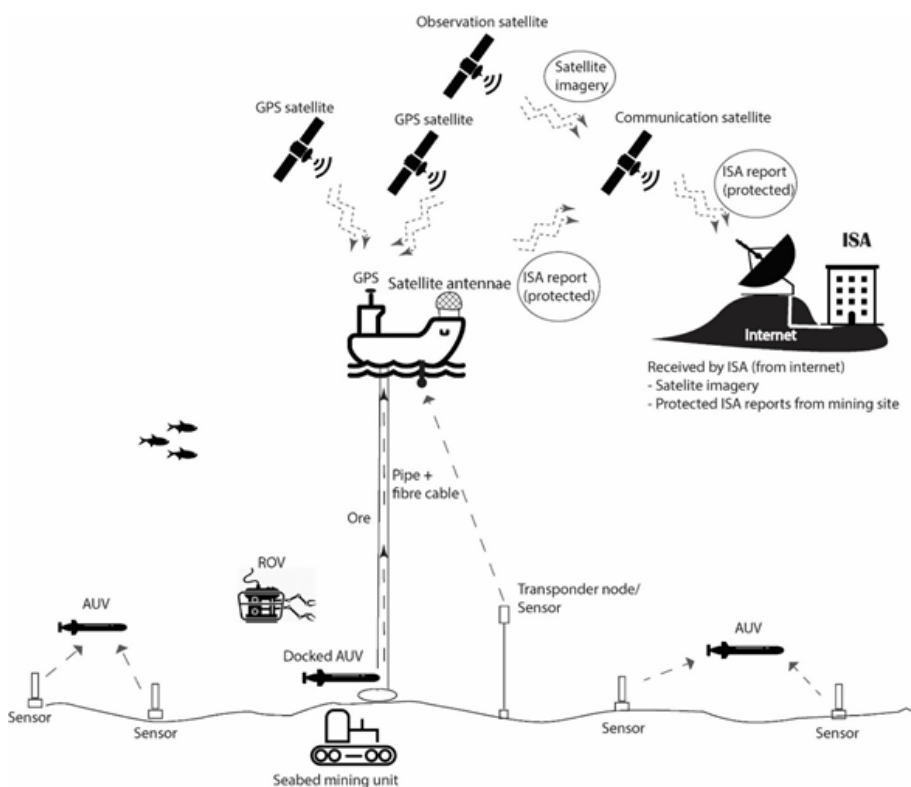 Observation satellite
Satellite
imagery
GPS satellite
GPS satellite
Communication satellite
ISA report
(protected)
ISA
GPS
Satellite antennae
ISA report
(protected)
Internet
Received by ISA (from internet)
- Satelite imagery
- Protected ISA reports from mining site
Pipe +
fibre cable
Ore
ROV
Transponder node/
Sensor
AUV
AUV
Docked AUV
Sensor
Sensor
Sensor
Sensor
Seabed mining unit